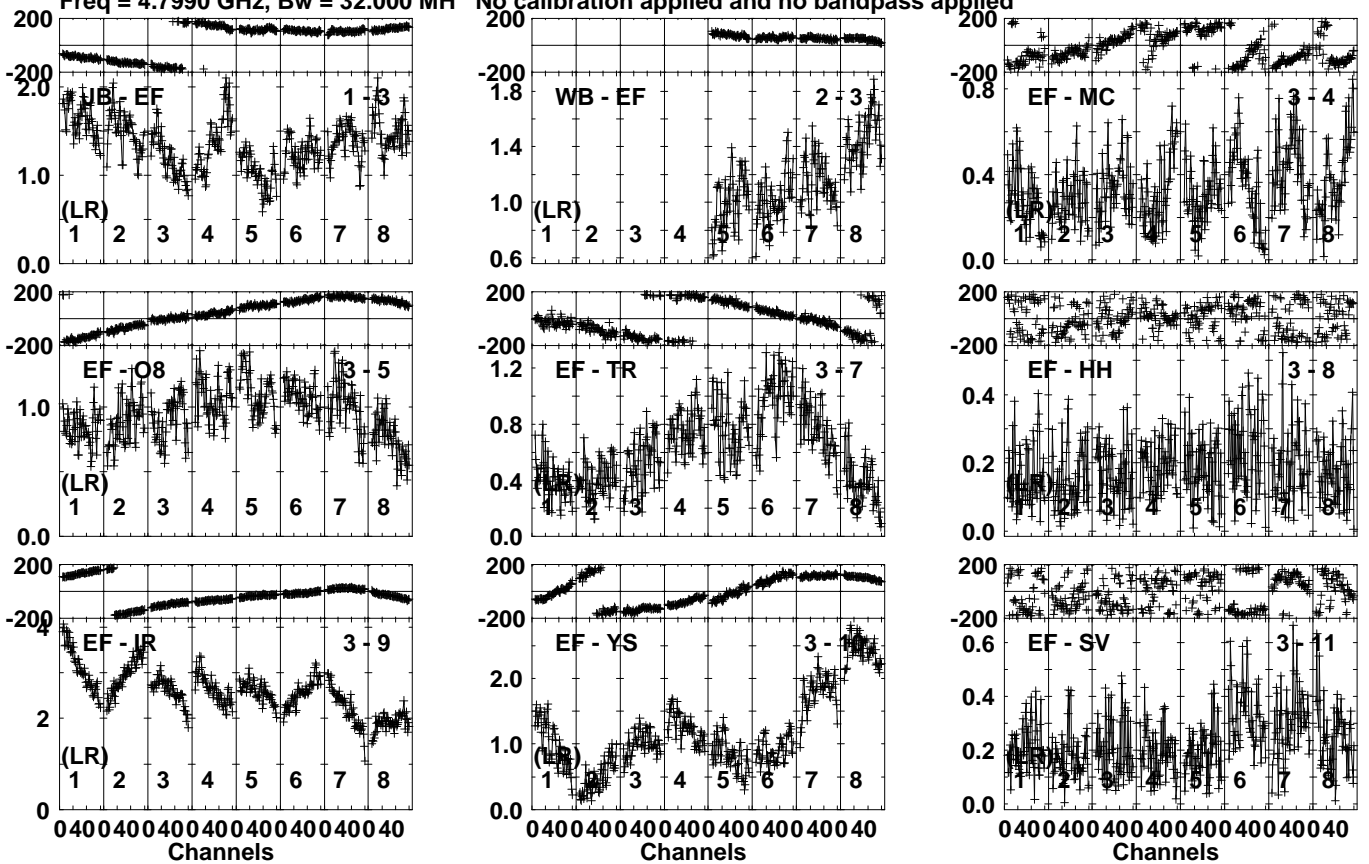 Freq = 4.7990 GHz, Bw = 32.000 MH No calibration applied and no bandpass applied
200
-200
2.0
1.0
0.0
JB - EF 1 - 3
(LR)
1 2 3 4 5 6 7 8
200
-200
1.8
1.4
1.0
0.6
WB - EF 2 - 3
(LR)
1 2 3 4 5 6 7 8
200
-200
0.8
0.4
0.0
EF - MC 3 - 4
(LR)
1 2 3 4 5 6 7 8
200
-200
1.0
0.0
EF - O8 3 - 5
(LR)
1 2 3 4 5 6 7 8
200
-200
1.2
0.8
0.4
0.0
EF - TR 3 - 7
(LR)
1 2 3 4 5 6 7 8
200
-200
0.4
0.2
0.0
EF - HH 3 - 8
(LR)
1 2 3 4 5 6 7 8
200
-200
4
2
0
EF - IR 3 - 9
(LR)
1 2 3 4 5 6 7 8
0 40 0 40 0 40 0 40 0 40 0 40 0 40 0 40
Channels
200
-200
2.0
1.0
0.0
EF - YS 3 - 10
(LR)
1 2 3 4 5 6 7 8
0 40 0 40 0 40 0 40 0 40 0 40 0 40 0 40
Channels
200
-200
0.6
0.4
0.2
0.0
EF - SV 3 - 11
(LR)
1 2 3 4 5 6 7 8
0 40 0 40 0 40 0 40 0 40 0 40 0 40 0 40
Channels